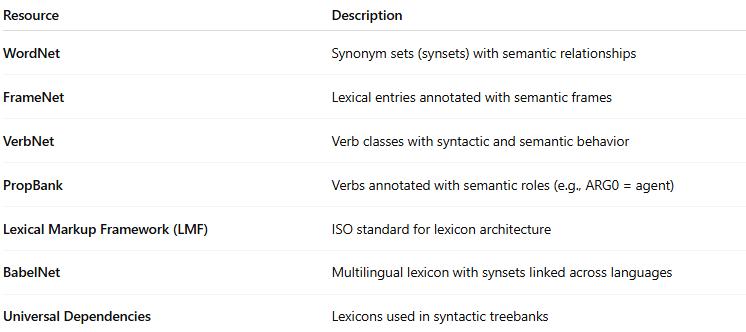 Resource Description
WordNet Synonym sets (synsets) with semantic relationships
FrameNet Lexical entries annotated with semantic frames
VerbNet Verb classes with syntactic and semantic behavior
PropBank Verbs annotated with semantic roles (e.g., ARG0 = agent)
Lexical Markup Framework (LMF) ISO standard for lexicon architecture
BabelNet Multilingual lexicon with synsets linked across languages
Universal Dependencies Lexicons used in syntactic treebanks